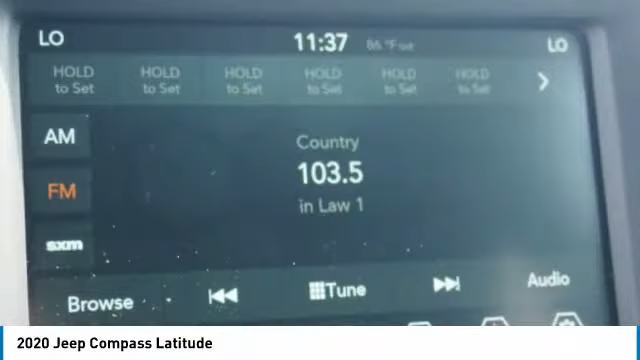 LO 11:37 86 °F out LO
HOLD to Set HOLD to Set HOLD to Set HOLD to Set HOLD to Set HOLD to Set
AM
Country
103.5
FM
in Law 1
sxm
Browse Tune Audio
2020 Jeep Compass Latitude